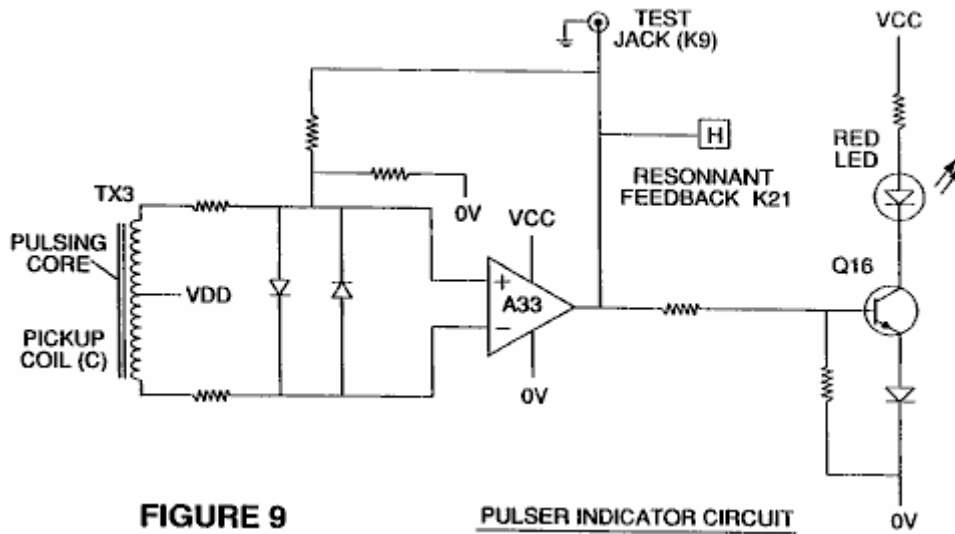 TEST
JACK (K9)
VCC
H
RED
LED
RESONNANT
FEEDBACK K21
TX3
0V
VCC
PULSING
CORE
VDD
+
A33
−
Q16
PICKUP
COIL (C)
0V
0V
FIGURE 9
PULSER INDICATOR CIRCUIT